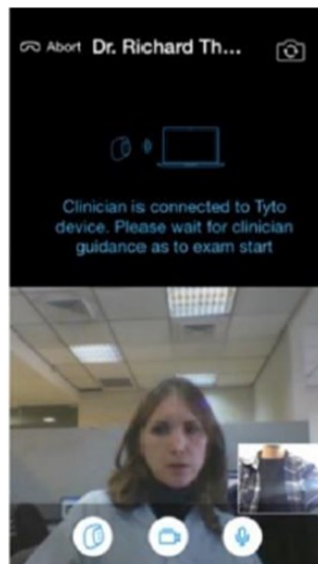 Abort Dr. Richard Th...
Clinician is connected to Tyto
device. Please wait for clinician
guidance as to exam start